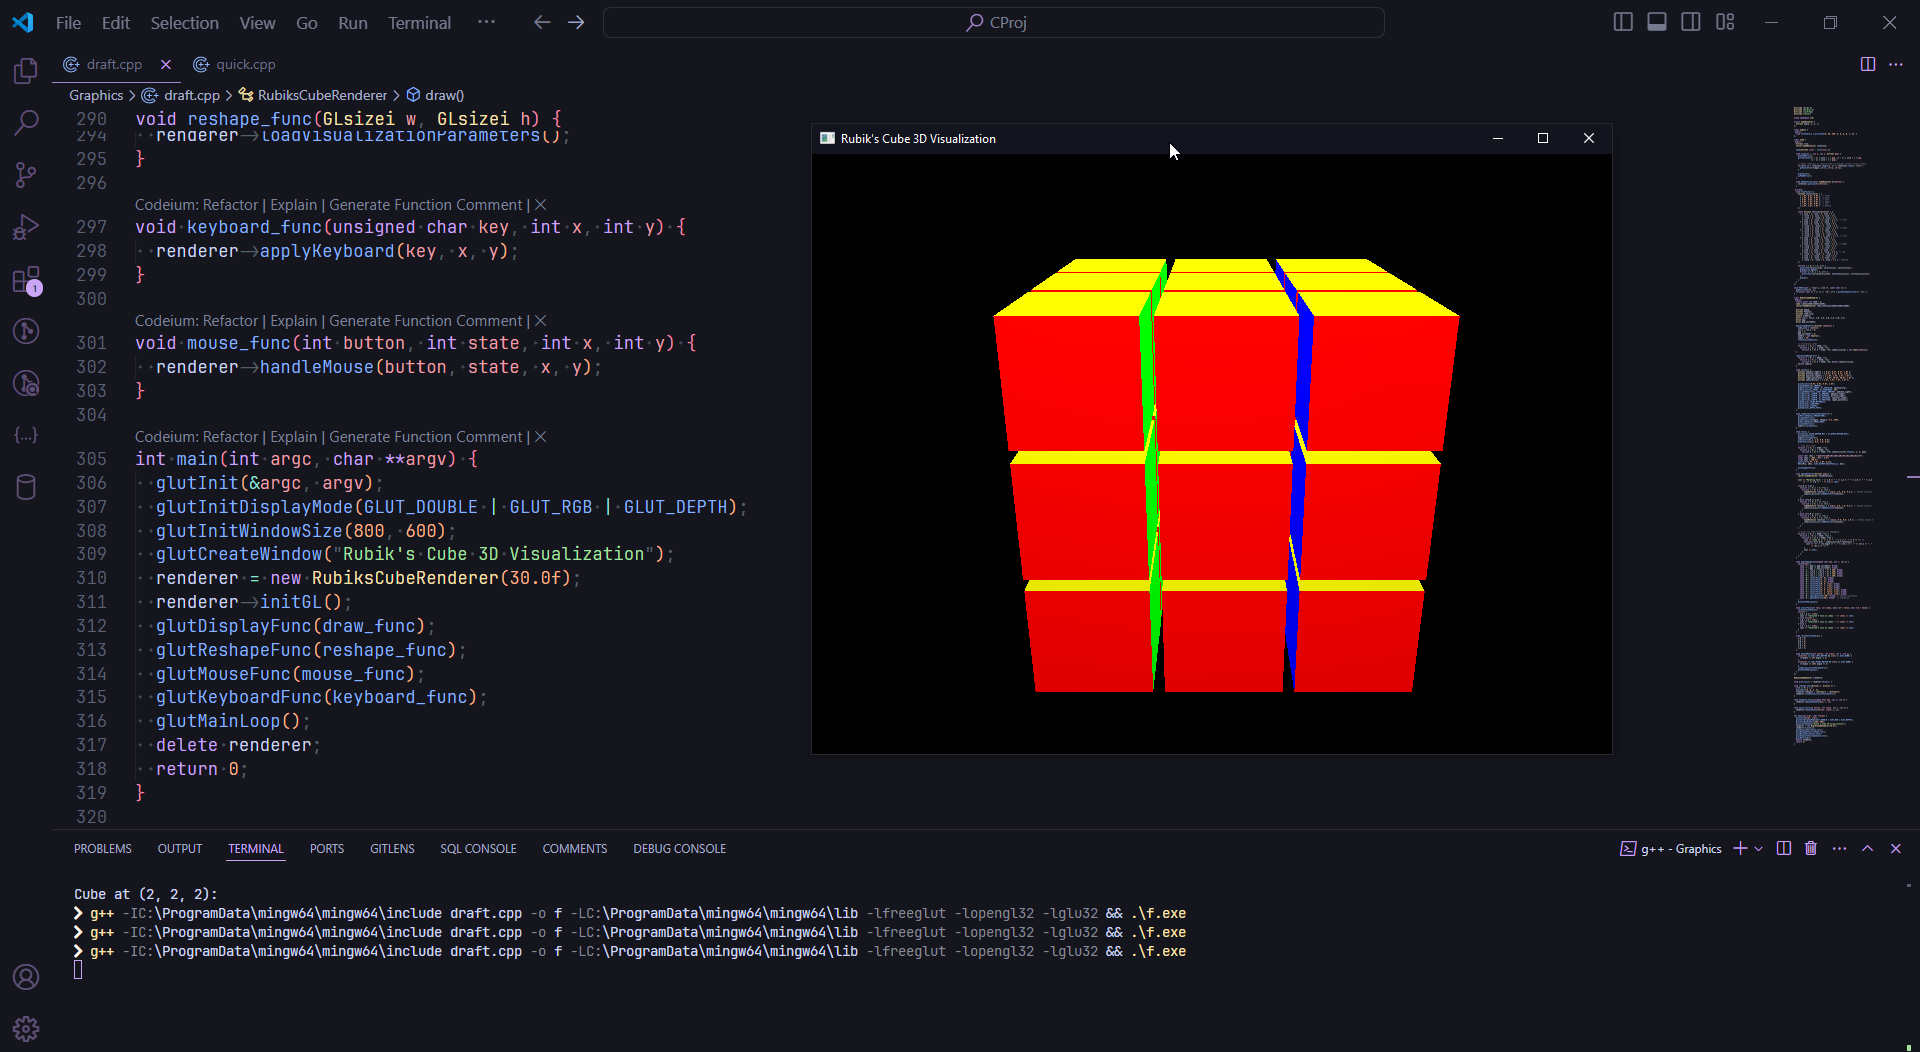 File Edit Selection View Go Run Terminal ···
CProj
draft.cpp
quick.cpp
Graphics > draft.cpp > RubiksCubeRenderer > draw()
290 void reshape_func(GLsizei w, GLsizei h) {
294 renderer->loadVisualizationParameters();
295 }
296
Codeium: Refactor | Explain | Generate Function Comment | X
297 void keyboard_func(unsigned char key, int x, int y) {
298 renderer->applyKeyboard(key, x, y);
299 }
300
Codeium: Refactor | Explain | Generate Function Comment | X
301 void mouse_func(int button, int state, int x, int y) {
302 renderer->handleMouse(button, state, x, y);
303 }
304
Codeium: Refactor | Explain | Generate Function Comment | X
305 int main(int argc, char **argv) {
306 glutInit(&argc, argv);
307 glutInitDisplayMode(GLUT_DOUBLE | GLUT_RGB | GLUT_DEPTH);
308 glutInitWindowSize(800, 600);
309 glutCreateWindow("Rubik's Cube 3D Visualization");
310 renderer = new RubiksCubeRenderer(30.0f);
311 renderer->initGL();
312 glutDisplayFunc(draw_func);
313 glutReshapeFunc(reshape_func);
314 glutMouseFunc(mouse_func);
315 glutKeyboardFunc(keyboard_func);
316 glutMainLoop();
317 delete renderer;
318 return 0;
319 }
320
Rubik's Cube 3D Visualization
1
PROBLEMS OUTPUT TERMINAL PORTS GITLENS SQL CONSOLE COMMENTS DEBUG CONSOLE
g++ - Graphics
Cube at (2, 2, 2):
❯ g++ -IC:\ProgramData\mingw64\mingw64\include draft.cpp -o f -LC:\ProgramData\mingw64\mingw64\lib -lfreeglut -lopengl32 -lglu32 && .\f.exe
❯ g++ -IC:\ProgramData\mingw64\mingw64\include draft.cpp -o f -LC:\ProgramData\mingw64\mingw64\lib -lfreeglut -lopengl32 -lglu32 && .\f.exe
❯ g++ -IC:\ProgramData\mingw64\mingw64\include draft.cpp -o f -LC:\ProgramData\mingw64\mingw64\lib -lfreeglut -lopengl32 -lglu32 && .\f.exe